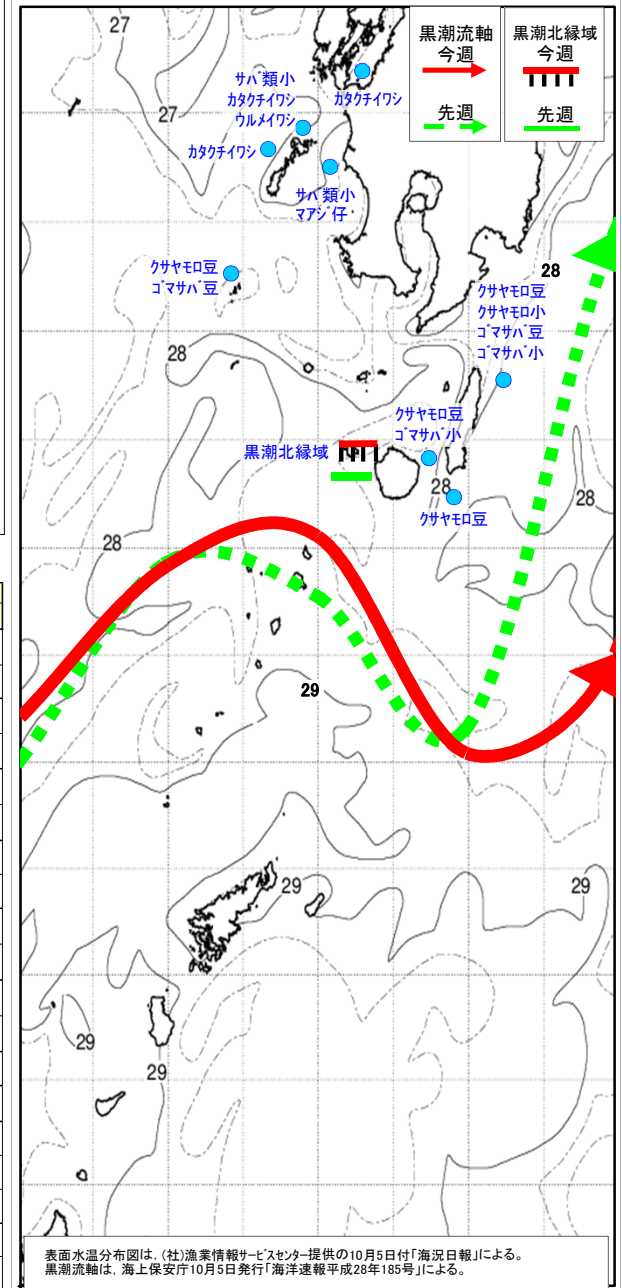 黒潮流軸
今週
先週
黒潮北縁域
今週
先週
27
27
サバ類小
カタクチイワシ
ウルメイワシ
カタクチイワシ
カタクチイワシ
サバ類小
マアジ仔
クサヤモロ豆
ゴマサバ豆
28
クサヤモロ豆
クサヤモロ小
ゴマサバ豆
ゴマサバ小
28
クサヤモロ豆
ゴマサバ小
黒潮北縁域
28
28
クサヤモロ豆
28
29
29
29
29
29
表面水温分布図は,(社)漁業情報サービスセンター提供の10月5日付「海況日報」による。
黒潮流軸は,海上保安庁10月5日発行「海洋速報平成28年185号」による。